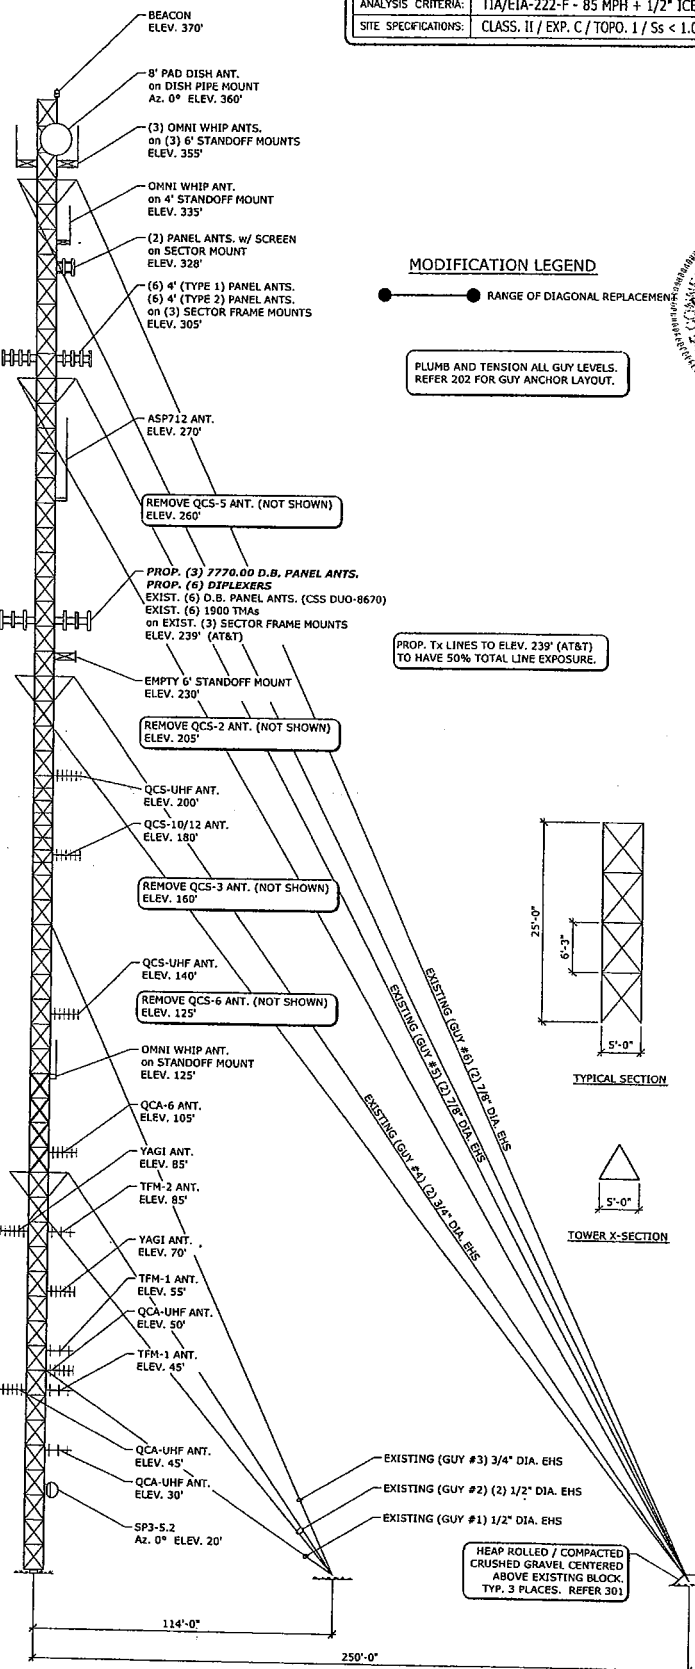 ANALYSIS CRITERIA: TIA/EIA-222-F - 85 MPH + 1/2" ICE
SITE SPECIFICATIONS: CLASS. II / EXP. C / TOPO. 1 / Ss < 1.0
BEACON
ELEV. 370'
8' PAD DISH ANT.
on DISH PIPE MOUNT
Az. 0° ELEV. 360'
(3) OMNI WHIP ANTS.
on (3) 6' STANDOFF MOUNTS
ELEV. 355'
OMNI WHIP ANT.
on 4' STANDOFF MOUNT
ELEV. 335'
(2) PANEL ANTS. w/ SCREEN
on SECTOR MOUNT
ELEV. 328'
(6) 4' (TYPE 1) PANEL ANTS.
(6) 4' (TYPE 2) PANEL ANTS.
on (3) SECTOR FRAME MOUNTS
ELEV. 305'
MODIFICATION LEGEND
RANGE OF DIAGONAL REPLACEMENT
PLUMB AND TENSION ALL GUY LEVELS.
REFER 202 FOR GUY ANCHOR LAYOUT.
ASP712 ANT.
ELEV. 270'
REMOVE QCS-5 ANT. (NOT SHOWN)
ELEV. 260'
PROP. (3) 7770.00 D.B. PANEL ANTS.
PROP. (6) DIPLEXERS
EXIST. (6) D.B. PANEL ANTS. (CSS DUO-8670)
EXIST. (6) 1900 TMAs
on EXIST. (3) SECTOR FRAME MOUNTS
ELEV. 239' (AT&T)
PROP. Tx LINES TO ELEV. 239' (AT&T)
TO HAVE 50% TOTAL LINE EXPOSURE.
EMPTY 6' STANDOFF MOUNT
ELEV. 230'
REMOVE QCS-2 ANT. (NOT SHOWN)
ELEV. 205'
QCS-UHF ANT.
ELEV. 200'
QCS-10/12 ANT.
ELEV. 180'
REMOVE QCS-3 ANT. (NOT SHOWN)
ELEV. 160'
QCS-UHF ANT.
ELEV. 140'
REMOVE QCS-6 ANT. (NOT SHOWN)
ELEV. 125'
OMNI WHIP ANT.
on STANDOFF MOUNT
ELEV. 125'
QCA-6 ANT.
ELEV. 105'
YAGI ANT.
ELEV. 85'
TFM-2 ANT.
ELEV. 85'
YAGI ANT.
ELEV. 70'
TFM-1 ANT.
ELEV. 55'
QCA-UHF ANT.
ELEV. 50'
TFM-1 ANT.
ELEV. 45'
QCA-UHF ANT.
ELEV. 45'
QCA-UHF ANT.
ELEV. 30'
SP3-5.2
Az. 0° ELEV. 20'
EXISTING (GUY #6) (2) 7/8" DIA. EHS
EXISTING (GUY #5) (2) 7/8" DIA. EHS
EXISTING (GUY #4) (2) 3/4" DIA. EHS
25'-0"
6'-3"
5'-0"
TYPICAL SECTION
5'-0"
TOWER X-SECTION
EXISTING (GUY #3) 3/4" DIA. EHS
EXISTING (GUY #2) (2) 1/2" DIA. EHS
EXISTING (GUY #1) 1/2" DIA. EHS
HEAP ROLLED / COMPACTED
CRUSHED GRAVEL CENTERED
ABOVE EXISTING BLOCK.
TYP. 3 PLACES. REFER 301
114'-0"
250'-0"